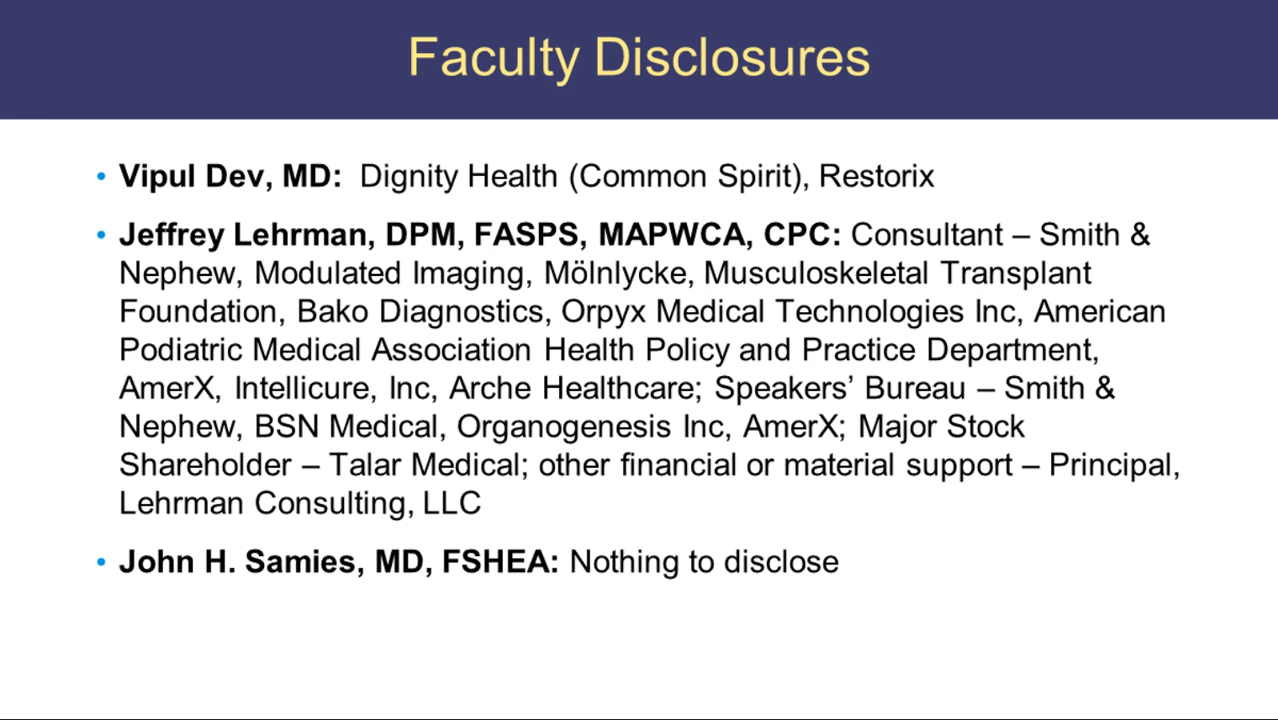 Faculty Disclosures
• Vipul Dev, MD:  Dignity Health (Common Spirit), Restorix
• Jeffrey Lehrman, DPM, FASPS, MAPWCA, CPC: Consultant – Smith &
Nephew, Modulated Imaging, Mölnlycke, Musculoskeletal Transplant
Foundation, Bako Diagnostics, Orpyx Medical Technologies Inc, American
Podiatric Medical Association Health Policy and Practice Department,
AmerX, Intellicure, Inc, Arche Healthcare; Speakers’ Bureau – Smith &
Nephew, BSN Medical, Organogenesis Inc, AmerX; Major Stock
Shareholder – Talar Medical; other financial or material support – Principal,
Lehrman Consulting, LLC
• John H. Samies, MD, FSHEA: Nothing to disclose